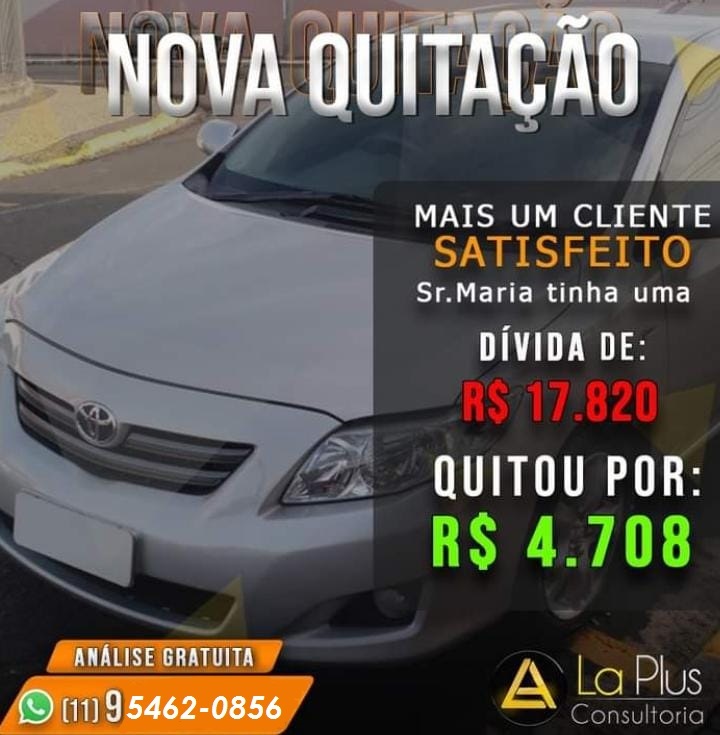 NOVA QUITAÇÃO
MAIS UM CLIENTE
SATISFEITO
Sr.Maria tinha uma
DÍVIDA DE:
R$ 17.820
QUITOU POR:
R$ 4.708
ANÁLISE GRATUITA
(11) 95462-0856
La Plus
Consultoria